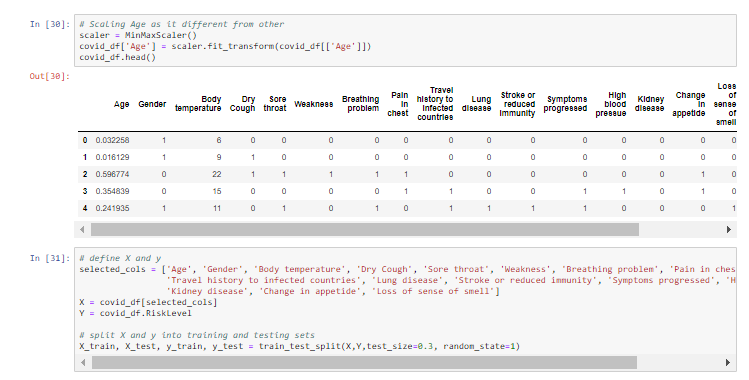 In [30]: # Scaling Age as it different from other
scaler = MinMaxScaler()
covid_df['Age'] = scaler.fit_transform(covid_df[['Age']])
covid_df.head()
Out[30]:
Age Gender Body temperature Dry Cough Sore throat Weakness Breathing problem Pain in chest Travel history to infected countries Lung disease Stroke or reduced immunity Symptoms progressed High blood pressue Kidney disease Change in appetide Loss of sense of smell
0 0.032258 1 6 0 0 0 0 0 0 0 0 0 0 0 0 0
1 0.016129 1 9 1 0 0 0 0 0 0 0 0 0 0 0 0
2 0.596774 0 22 1 1 1 1 1 0 0 0 0 0 0 1 0
3 0.354839 0 15 0 0 0 0 1 1 0 0 1 1 0 1 0
4 0.241935 1 11 0 1 0 1 0 1 1 1 1 0 0 0 1
In [31]: # define X and y
selected_cols = ['Age', 'Gender', 'Body temperature', 'Dry Cough', 'Sore throat', 'Weakness', 'Breathing problem', 'Pain in ches
'Travel history to infected countries', 'Lung disease', 'Stroke or reduced immunity', 'Symptoms progressed', 'H
'Kidney disease', 'Change in appetide', 'Loss of sense of smell']
X = covid_df[selected_cols]
Y = covid_df.RiskLevel
# split X and y into training and testing sets
X_train, X_test, y_train, y_test = train_test_split(X,Y,test_size=0.3, random_state=1)